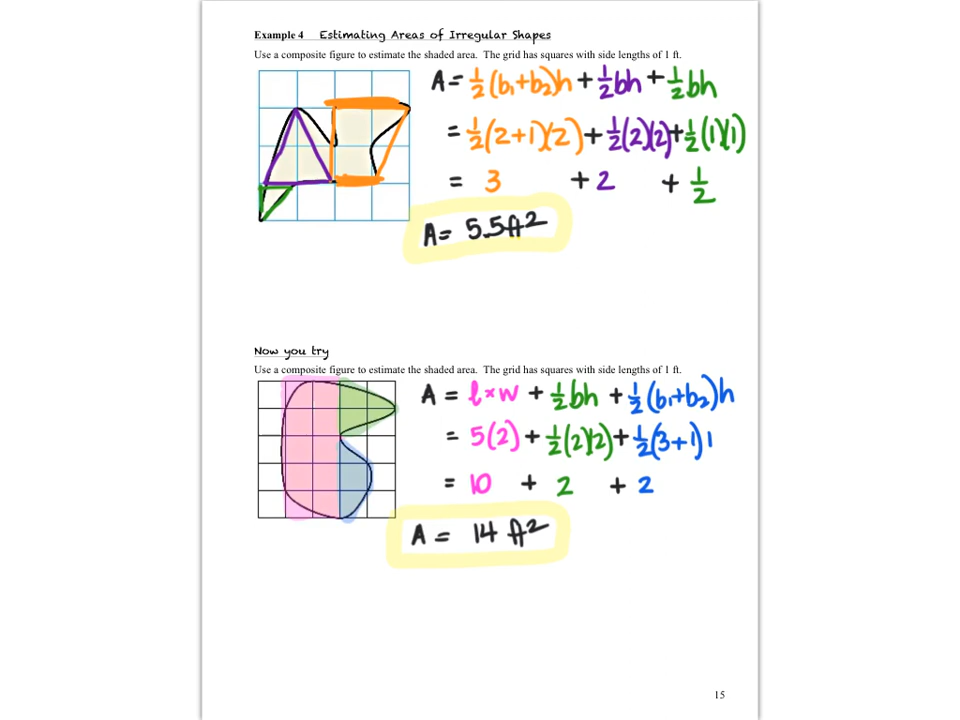 Example 4 Estimating Areas of Irregular Shapes
Use a composite figure to estimate the shaded area. The grid has squares with side lengths of 1 ft.
A = ½(b₁+b₂)h + ½bh + ½bh
= ½(2+1)(2) + ½(2)(2) + ½(1)(1)
= 3 + 2 + ½
A = 5.5 ft²
Now you try
Use a composite figure to estimate the shaded area. The grid has squares with side lengths of 1 ft.
A = l × w + ½bh + ½(b₁+b₂)h
= 5(2) + ½(2)(2) + ½(3+1)1
= 10 + 2 + 2
A = 14 ft²
15